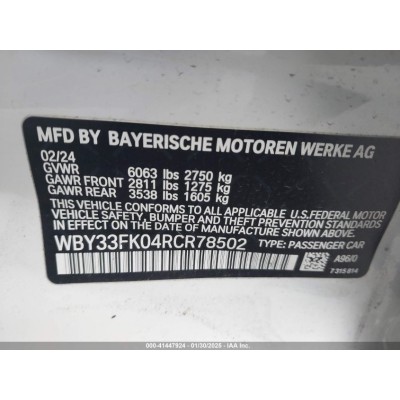 MFD BY BAYERISCHE MOTOREN WERKE AG
02/24
GVWR 6063 lbs 2750 kg
GAWR FRONT 2811 lbs 1275 kg
GAWR REAR 3538 lbs 1605 kg
THIS VEHICLE CONFORMS TO ALL APPLICABLE U.S.FEDERAL MOTOR
VEHICLE SAFETY, BUMPER AND THEFT PREVENTION STANDARDS
IN EFFECT ON THE DATE OF MANUFACTURE SHOWN ABOVE.
WBY33FK04RCR78502 TYPE: PASSENGER CAR
A96/0
7 315 814
000-41447924 - 01/30/2025 - IAA Inc.